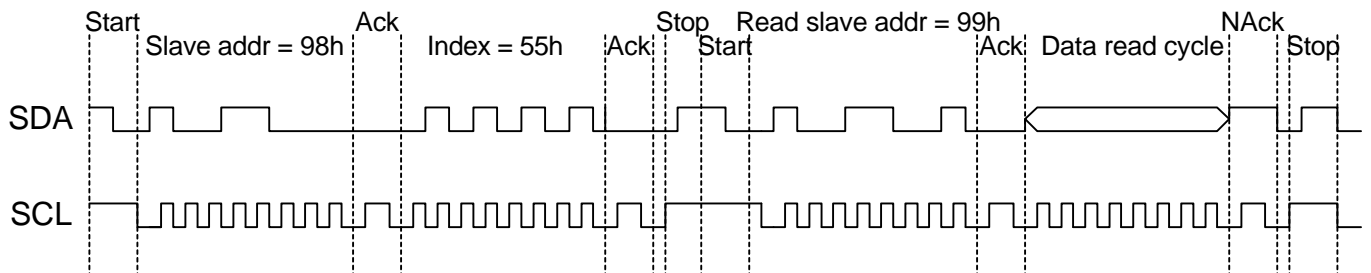 Start Ack Stop Read slave addr = 99h NAck
Slave addr = 98h Index = 55h Ack Start Ack Data read cycle Stop
SDA
SCL